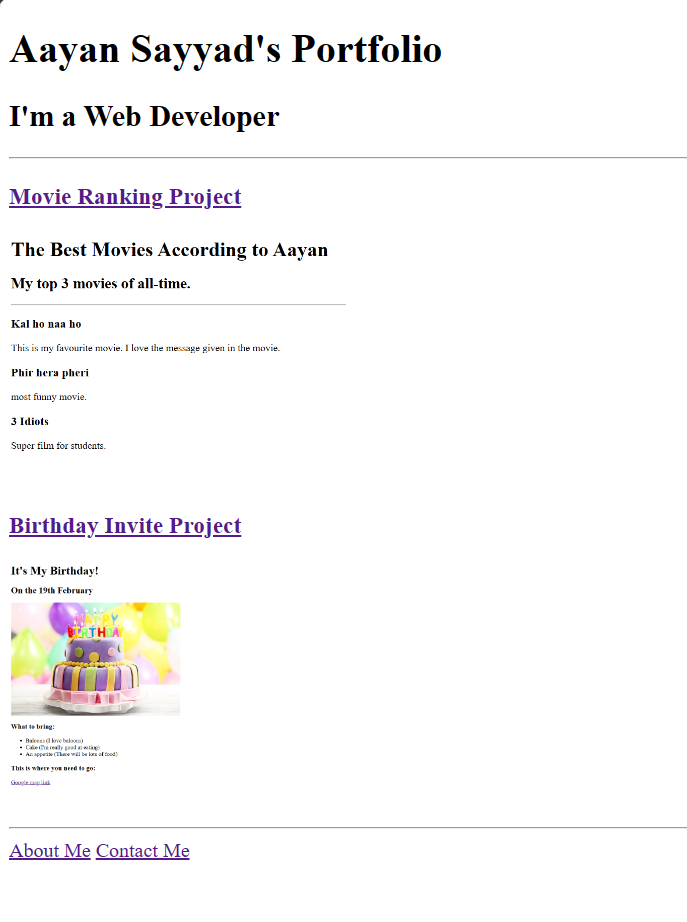 Aayan Sayyad's Portfolio
I'm a Web Developer
Movie Ranking Project
The Best Movies According to Aayan
My top 3 movies of all-time.
Kal ho naa ho
This is my favourite movie. I love the message given in the movie.
Phir hera pheri
most funny movie.
3 Idiots
Super film for students.
Birthday Invite Project
It's My Birthday!
On the 19th February
HAPPY
BIRTHDAY
What to bring:
Baloons (I love baloons)
Cake (I'm really good at eating)
An appetite (There will be lots of food)
This is where you need to go:
Google map link
About Me Contact Me